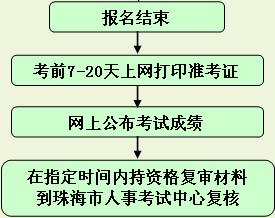 报名结束
考前7-20天上网打印准考证
网上公布考试成绩
在指定时间内持资格复审材料
到珠海市人事考试中心复核